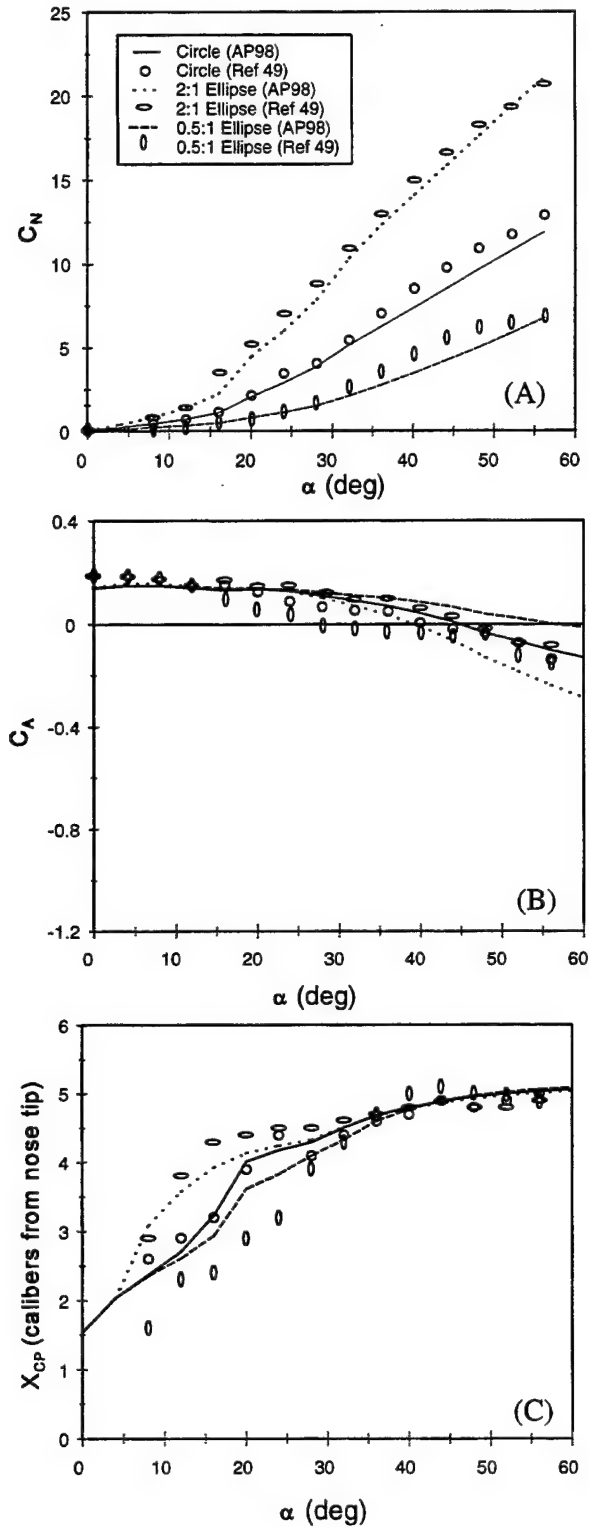 25
20
15
10
5
0
C_N
Circle (AP98)
Circle (Ref 49)
2:1 Ellipse (AP98)
2:1 Ellipse (Ref 49)
0.5:1 Ellipse (AP98)
0.5:1 Ellipse (Ref 49)
(A)
0 10 20 30 40 50 60
α (deg)
0.4
0
-0.4
-0.8
-1.2
C_A
(B)
0 10 20 30 40 50 60
α (deg)
6
5
4
3
2
1
0
X_CP (calibers from nose tip)
(C)
0 10 20 30 40 50 60
α (deg)